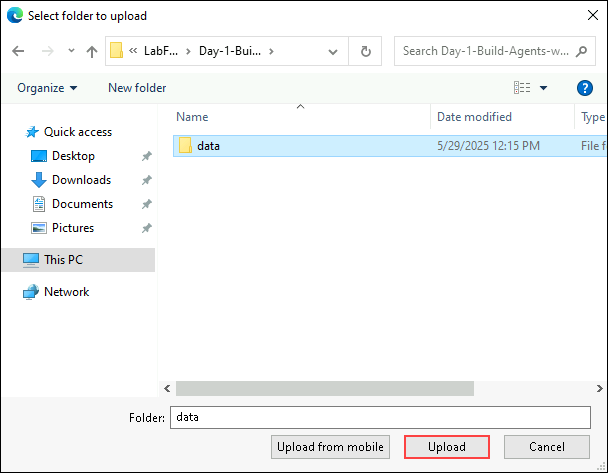 Select folder to upload
« LabF... > Day-1-Bui... >
Search Day-1-Build-Agents-w...
Organize New folder
Name Date modified Type
Quick access
data 5/29/2025 12:15 PM File f
Desktop
Downloads
Documents
Pictures
This PC
Network
Folder: data
Upload from mobile Upload Cancel